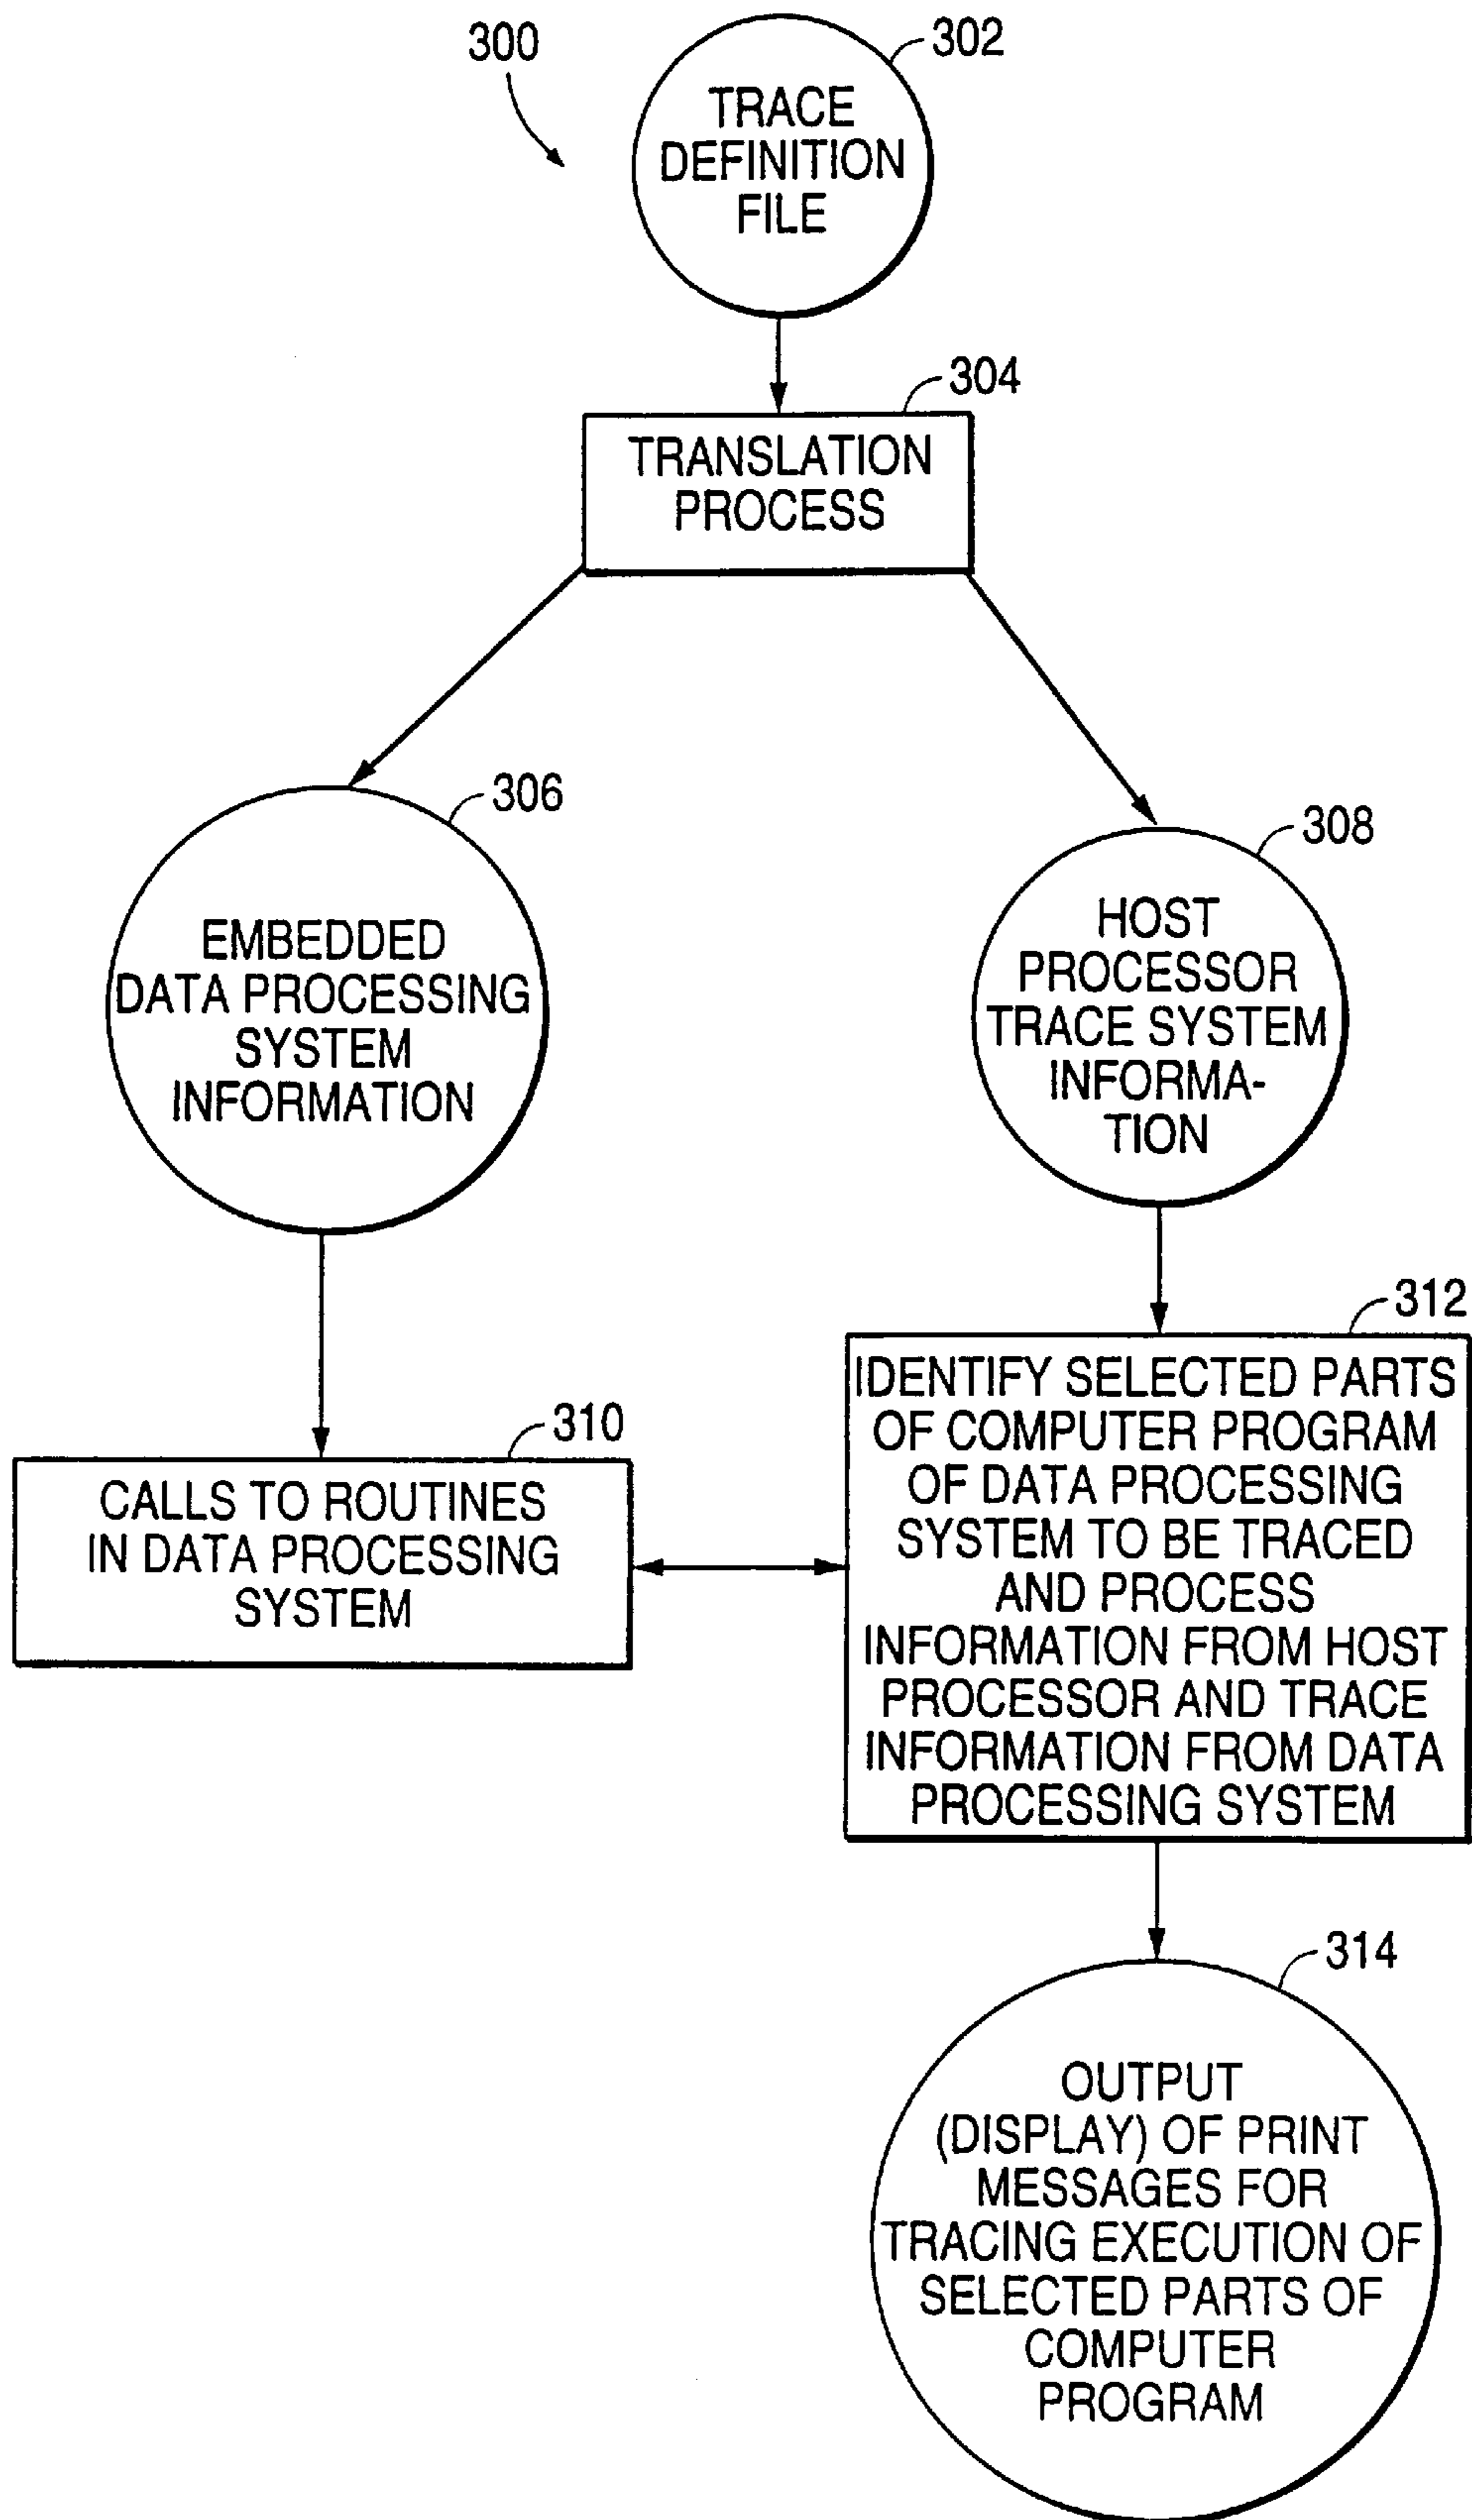 300
302
TRACE
DEFINITION
FILE
304
TRANSLATION
PROCESS
306
EMBEDDED
DATA PROCESSING
SYSTEM
INFORMATION
308
HOST
PROCESSOR
TRACE SYSTEM
INFORMA-
TION
310
CALLS TO ROUTINES
IN DATA PROCESSING
SYSTEM
312
IDENTIFY SELECTED PARTS
OF COMPUTER PROGRAM
OF DATA PROCESSING
SYSTEM TO BE TRACED
AND PROCESS
INFORMATION FROM HOST
PROCESSOR AND TRACE
INFORMATION FROM DATA
PROCESSING SYSTEM
314
OUTPUT
(DISPLAY) OF PRINT
MESSAGES FOR
TRACING EXECUTION OF
SELECTED PARTS OF
COMPUTER
PROGRAM